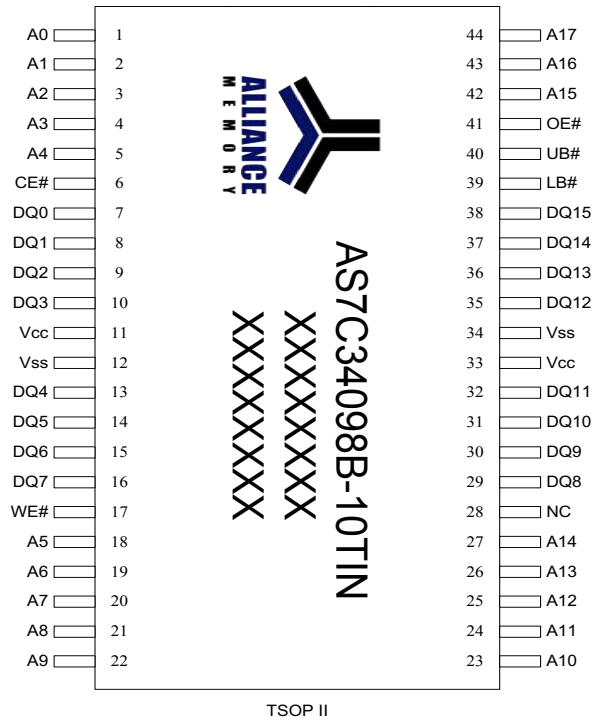 A0 1 44 A17
A1 2 43 A16
A2 3 42 A15
A3 4 41 OE#
A4 5 40 UB#
CE# 6 39 LB#
DQ0 7 38 DQ15
DQ1 8 37 DQ14
DQ2 9 36 DQ13
DQ3 10 35 DQ12
Vcc 11 34 Vss
Vss 12 33 Vcc
DQ4 13 32 DQ11
DQ5 14 31 DQ10
DQ6 15 30 DQ9
DQ7 16 29 DQ8
WE# 17 28 NC
A5 18 27 A14
A6 19 26 A13
A7 20 25 A12
A8 21 24 A11
A9 22 23 A10
ALLIANCE
MEMORY
AS7C34098B-10TIN
XXXXXXXX
XXXXXXXX
TSOP II